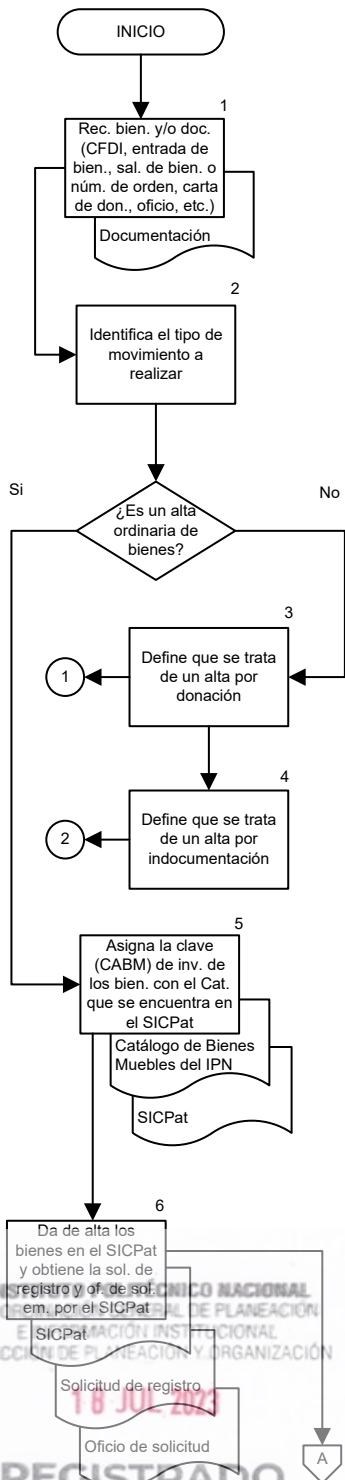 INICIO
1
Rec. bien. y/o doc.
(CFDI, entrada de
bien., sal. de bien. o
núm. de orden, carta
de don., oficio, etc.)
Documentación
2
Identifica el tipo de
movimiento a
realizar
Si
No
¿Es un alta
ordinaria de
bienes?
3
Define que se trata
de un alta por
donación
1
4
Define que se trata
de un alta por
indocumentación
2
5
Asigna la clave
(CABM) de inv. de
los bien. con el Cat.
que se encuentra en
el SICPat
Catálogo de Bienes
Muebles del IPN
SICPat
6
Da de alta los
bienes en el SICPat
y obtiene la sol. de
registro y of. de sol.
em. por el SICPat
NACIONAL
DE PLANEACIÓN
INSTITUCIONAL
DE PLANEACIÓN Y ORGANIZACIÓN
SICPat
Solicitud de registro
18 JUL 2023
Oficio de solicitud
A
REGISTRADO